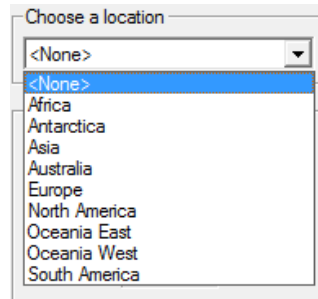 Choose a location
<None>
<None>
Africa
Antarctica
Asia
Australia
Europe
North America
Oceania East
Oceania West
South America